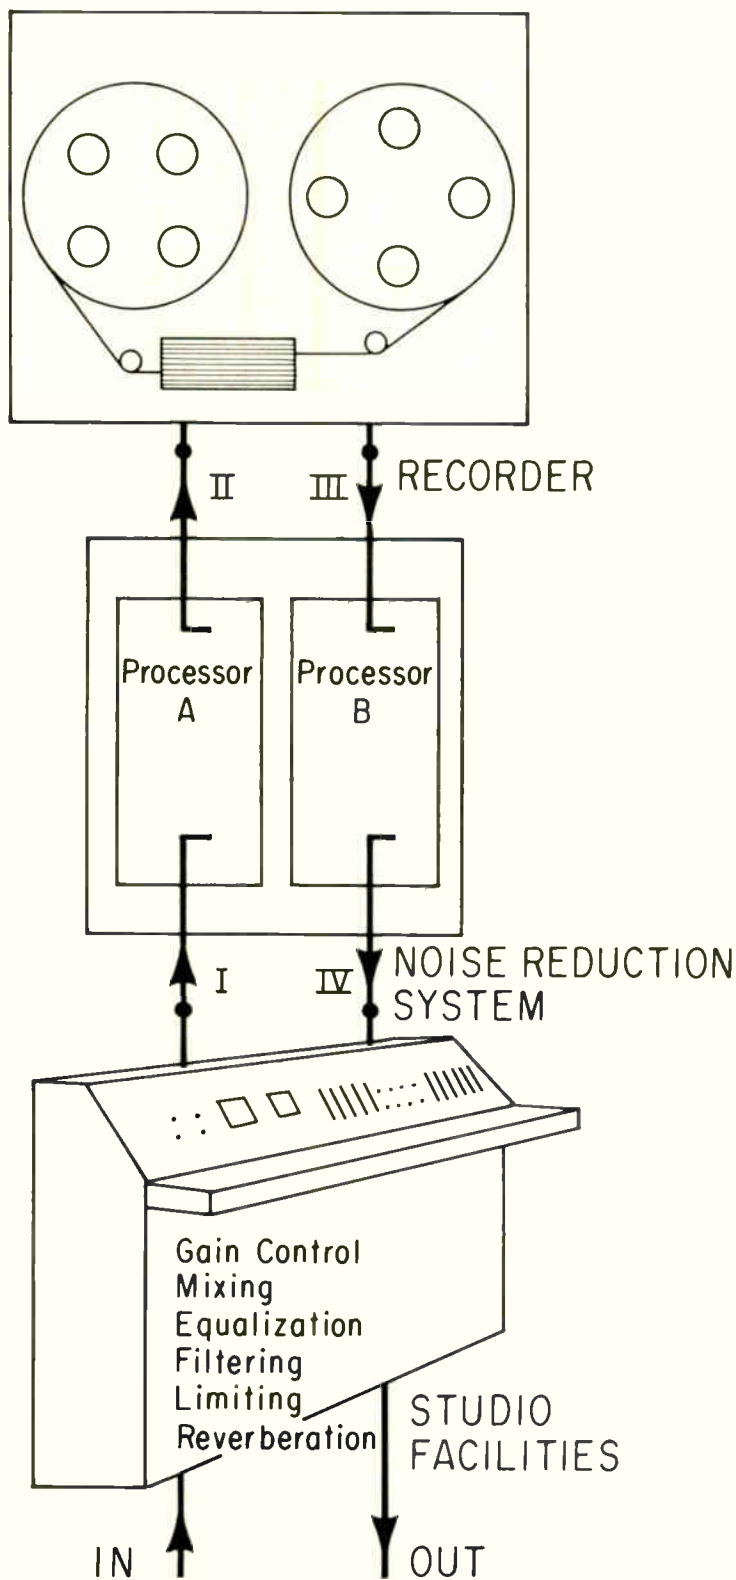 II
III
RECORDER
Processor
A
Processor
B
I
IV
NOISE REDUCTION
SYSTEM
Gain Control
Mixing
Equalization
Filtering
Limiting
Reverberation
STUDIO
FACILITIES
IN
OUT